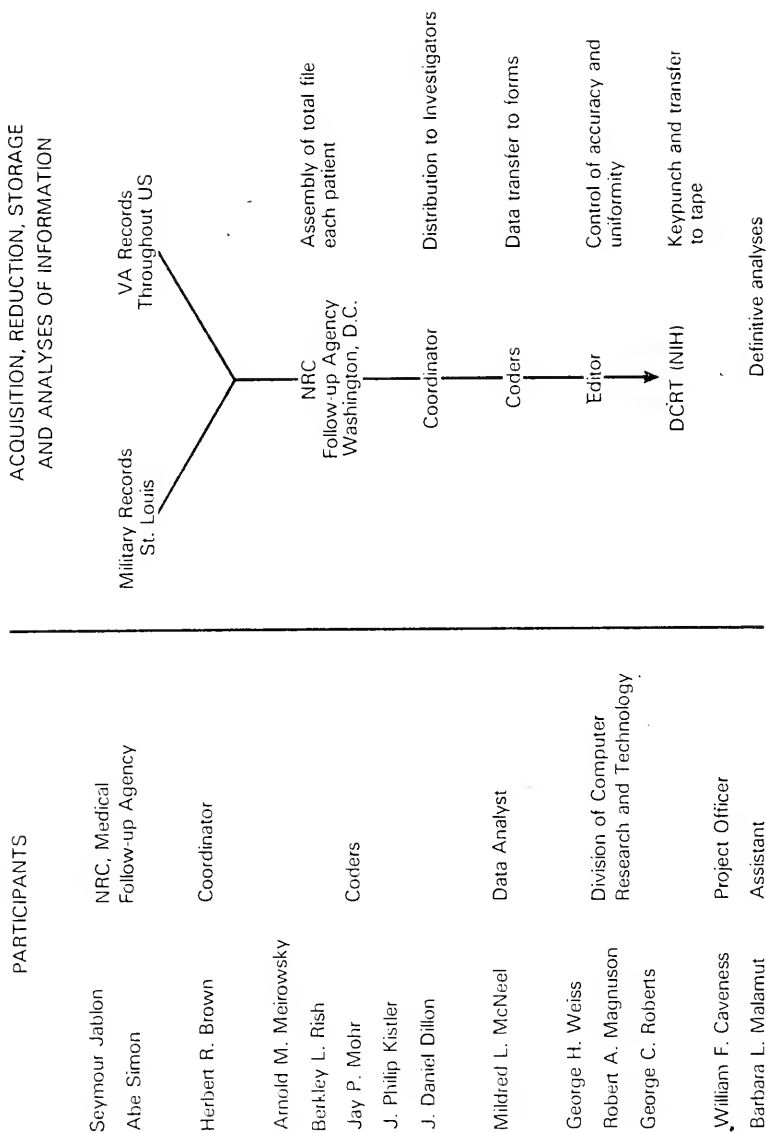 PARTICIPANTS
Seymour Jablon NRC, Medical
Abe Simon Follow-up Agency
Herbert R. Brown Coordinator
Arnold M. Meirowsky
Berkley L. Rish
Jay P. Mohr Coders
J. Philip Kistler
J. Daniel Dillon
Mildred L. McNeel Data Analyst
George H. Weiss
Robert A. Magnuson Division of Computer
George C. Roberts Research and Technology
William F. Caveness Project Officer
Barbara L. Malamut Assistant
ACQUISITION, REDUCTION, STORAGE
AND ANALYSES OF INFORMATION
Military Records
St. Louis
VA Records
Throughout US
NRC
Follow-up Agency
Washington, D.C.
Assembly of total file
each patient
Coordinator
Distribution to Investigators
Coders
Data transfer to forms
Editor
Control of accuracy and
uniformity
DCRT (NIH)
Keypunch and transfer
to tape
Definitive analyses